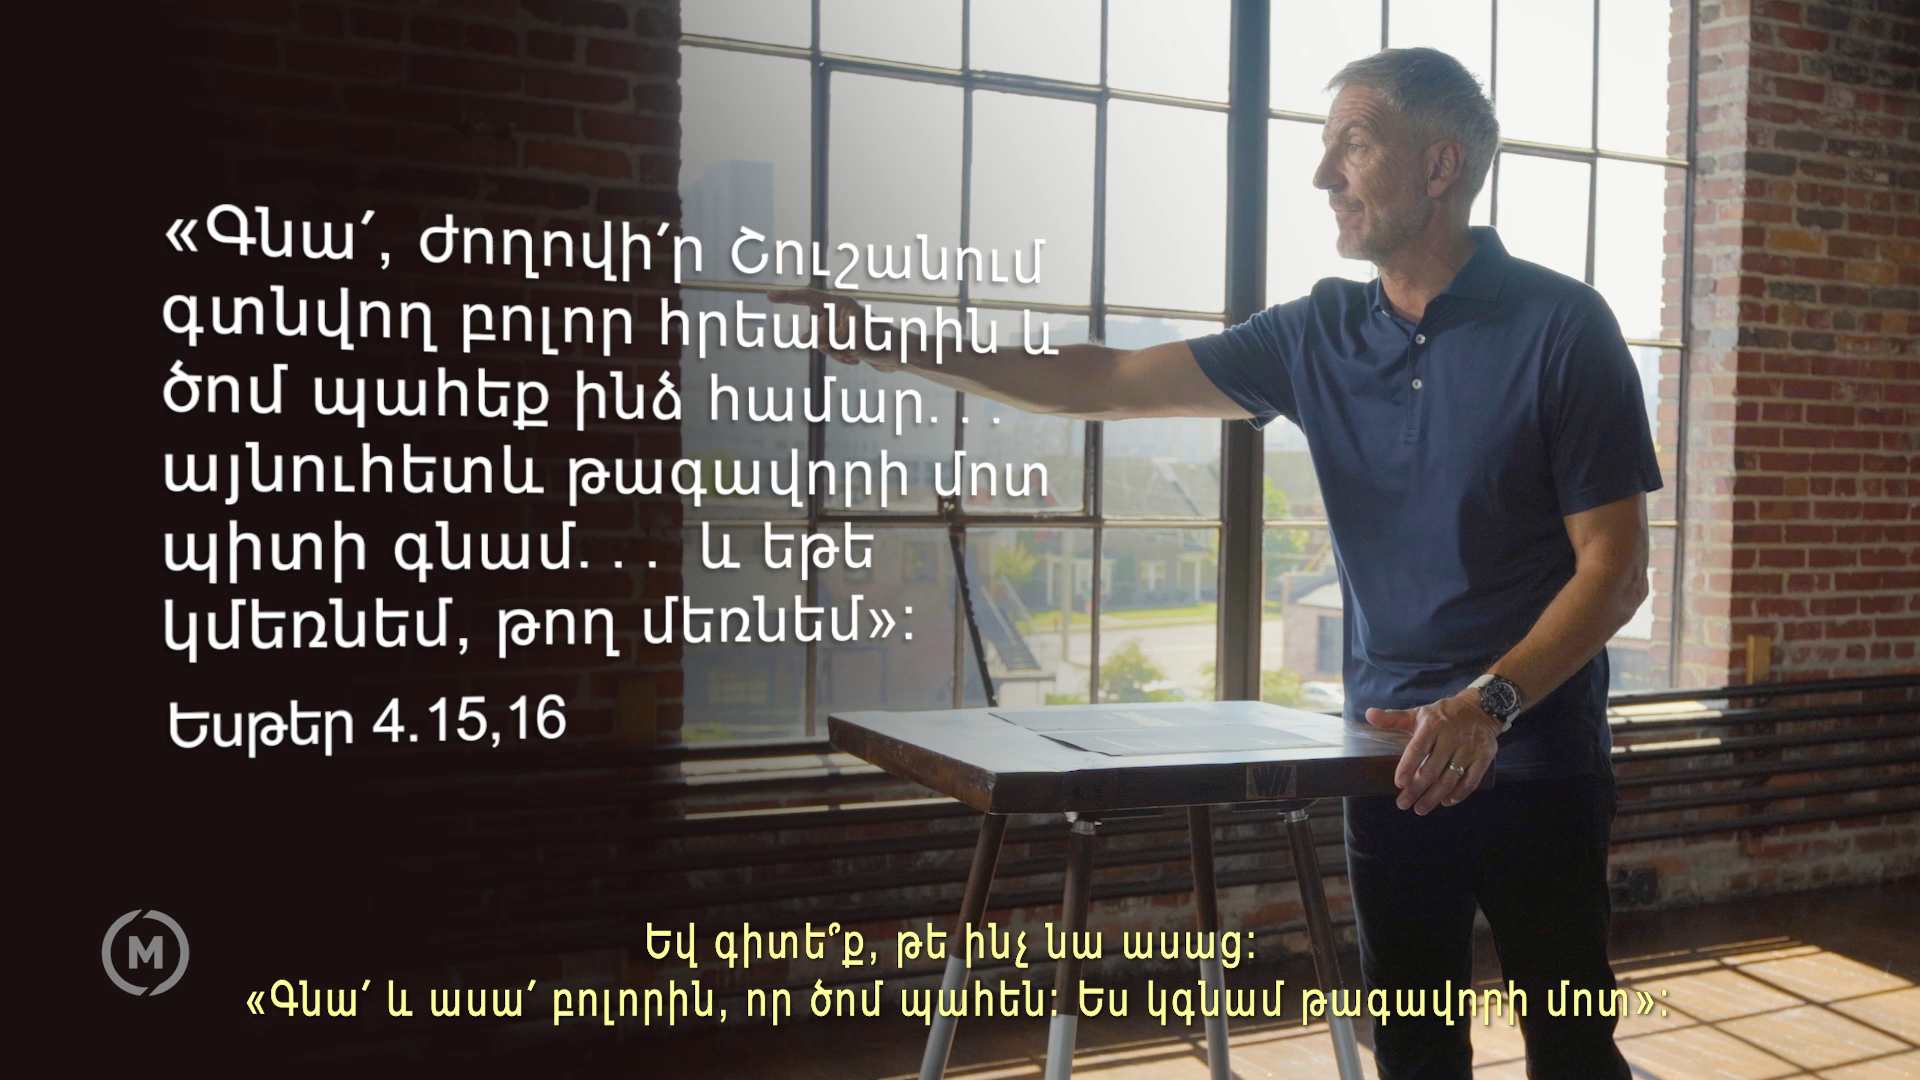 «Գնա՛, ժողովի՛ր Շուշանում
գտնվող բոլոր հրեաներին և
ծոմ պահեք ինձ համար. . .
այնուհետև թագավորի մոտ
պիտի գնամ. . . և եթե
կմեռնեմ, թող մեռնեմ»:
Եսթեր 4.15,16
WH
M
Եվ գիտե՞ք, թե ինչ նա ասաց:
«Գնա՛ և ասա՛ բոլորին, որ ծոմ պահեն: Ես կգնամ թագավորի մոտ»: